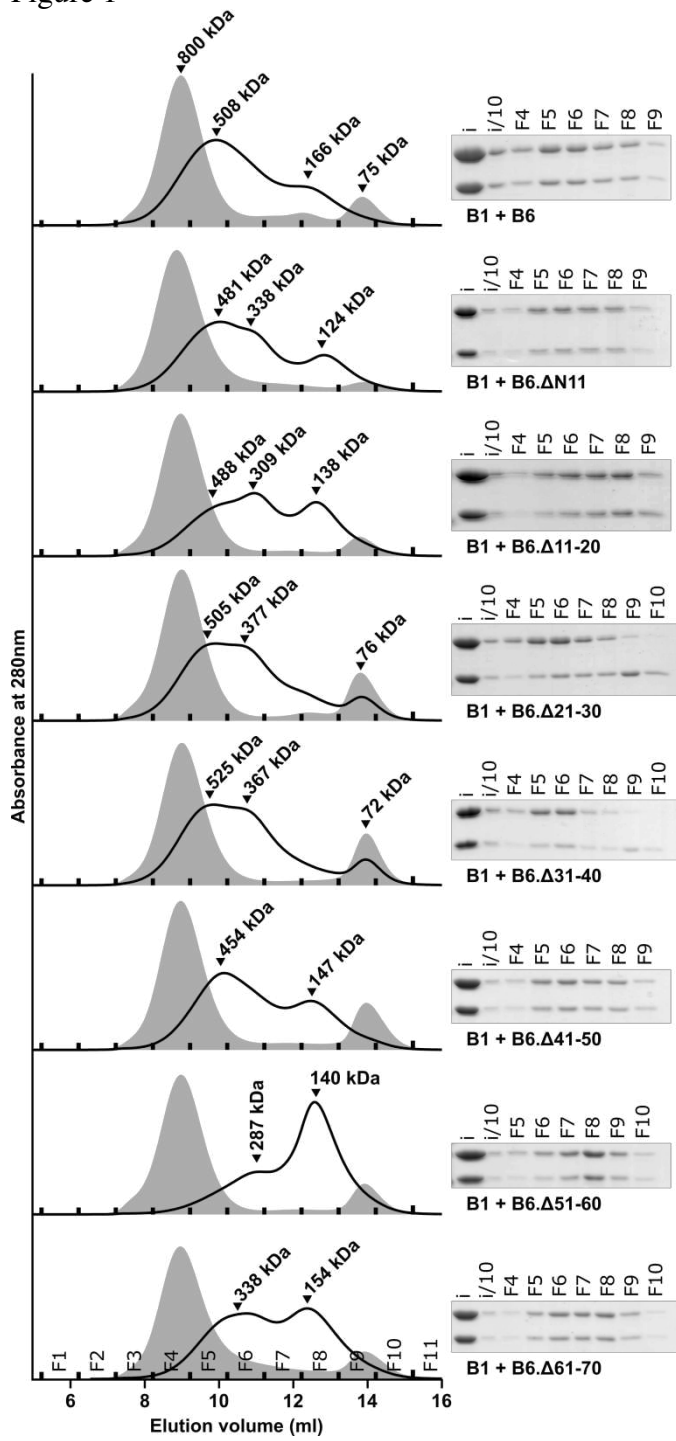 Figure 1
800 kDa
508 kDa
166 kDa
75 kDa
i
i/10
F4
F5
F6
F7
F8
F9
B1 + B6
481 kDa
338 kDa
124 kDa
i
i/10
F4
F5
F6
F7
F8
F9
B1 + B6.ΔN11
488 kDa
309 kDa
138 kDa
i
i/10
F4
F5
F6
F7
F8
F9
B1 + B6.Δ11-20
505 kDa
377 kDa
76 kDa
i
i/10
F4
F5
F6
F7
F8
F9
F10
B1 + B6.Δ21-30
525 kDa
367 kDa
72 kDa
i
i/10
F4
F5
F6
F7
F8
F9
F10
B1 + B6.Δ31-40
454 kDa
147 kDa
i
i/10
F4
F5
F6
F7
F8
F9
B1 + B6.Δ41-50
287 kDa
140 kDa
i
i/10
F5
F6
F7
F8
F9
F10
B1 + B6.Δ51-60
338 kDa
154 kDa
i
i/10
F4
F5
F6
F7
F8
F9
F10
B1 + B6.Δ61-70
Absorbance at 280nm
F1
F2
F3
F4
F5
F6
F7
F8
F9
F10
F11
6 8 10 12 14 16
Elution volume (ml)